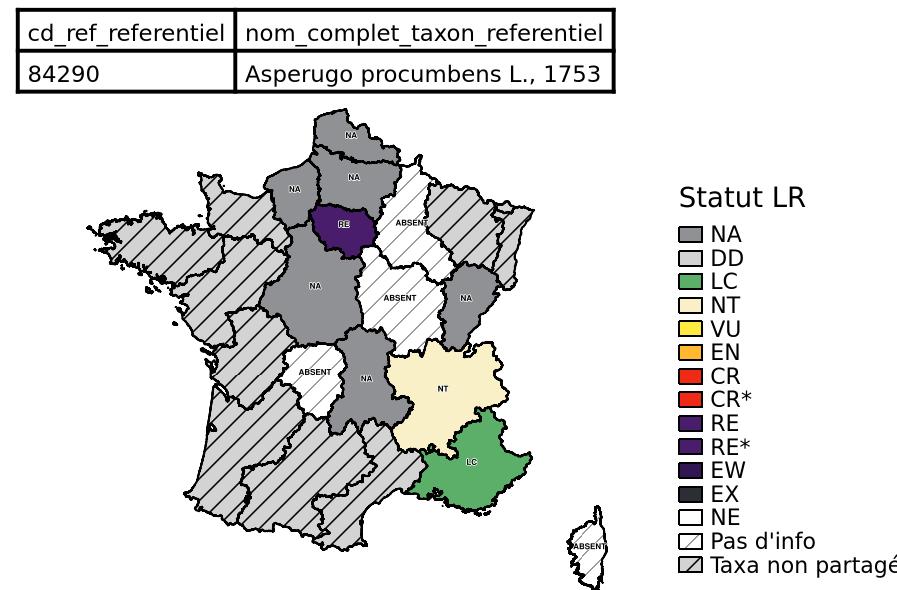 cd_ref_referentiel nom_complet_taxon_referentiel
84290 Asperugo procumbens L., 1753
NA
NA
NA
RE
ABSENT
NA
ABSENT
NA
ABSENT
NA
NT
LC
ABSENT
Statut LR
NA
DD
LC
NT
VU
EN
CR
CR*
RE
RE*
EW
EX
NE
Pas d'info
Taxa non partagé